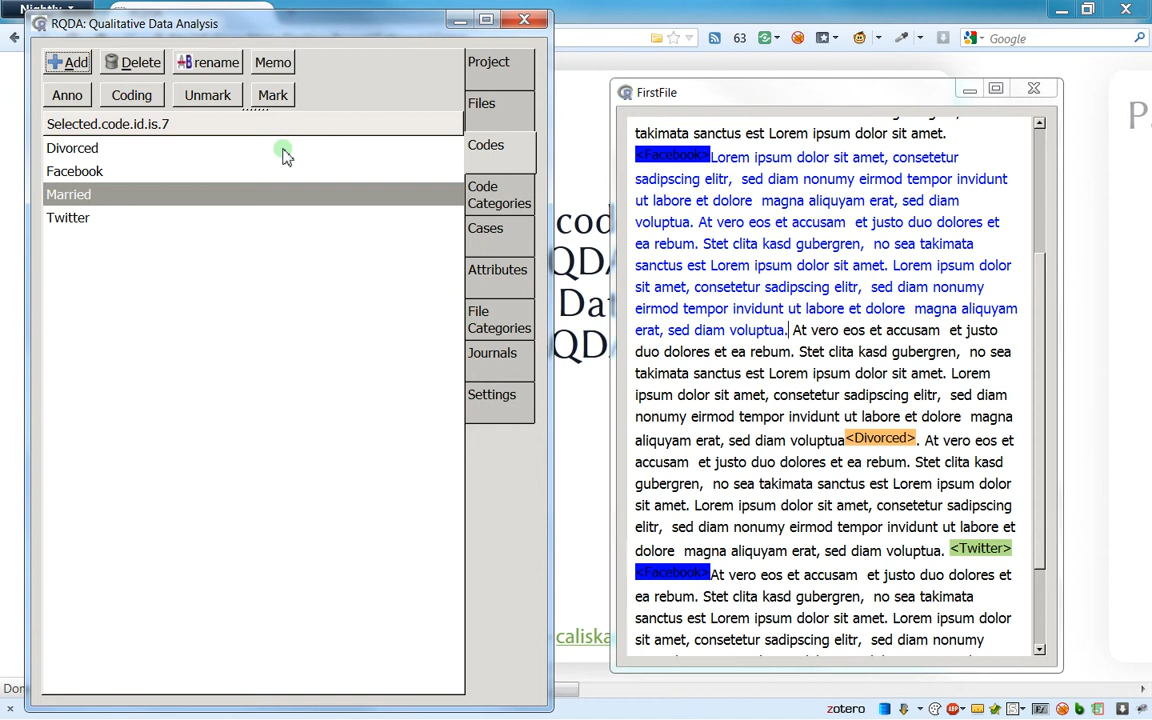 Nightly
RQDA: Qualitative Data Analysis
Add
Delete
rename
Memo
Anno
Coding
Unmark
Mark
Selected.code.id.is.7
Divorced
Facebook
Married
Twitter
Project
Files
Codes
Code
Categories
Cases
Attributes
File
Categories
Journals
Settings
63
Google
FirstFile
takimata sanctus est Lorem ipsum dolor sit amet.
<Facebook>Lorem ipsum dolor sit amet, consetetur
sadipscing elitr,  sed diam nonumy eirmod tempor invidunt
ut labore et dolore  magna aliquyam erat, sed diam
voluptua. At vero eos et accusam  et justo duo dolores et
ea rebum. Stet clita kasd gubergren,  no sea takimata
sanctus est Lorem ipsum dolor sit amet. Lorem ipsum dolor
sit amet, consetetur sadipscing elitr,  sed diam nonumy
eirmod tempor invidunt ut labore et dolore  magna aliquyam
erat, sed diam voluptua. At vero eos et accusam  et justo
duo dolores et ea rebum. Stet clita kasd gubergren,  no sea
takimata sanctus est Lorem ipsum dolor sit amet. Lorem
ipsum dolor sit amet, consetetur sadipscing elitr,  sed diam
nonumy eirmod tempor invidunt ut labore et dolore  magna
aliquyam erat, sed diam voluptua<Divorced>. At vero eos et
accusam  et justo duo dolores et ea rebum. Stet clita kasd
gubergren,  no sea takimata sanctus est Lorem ipsum dolor
sit amet. Lorem ipsum dolor sit amet, consetetur sadipscing
elitr,  sed diam nonumy eirmod tempor invidunt ut labore et
dolore  magna aliquyam erat, sed diam voluptua. <Twitter>
<Facebook>At vero eos et accusam  et justo duo dolores et
ea rebum. Stet clita kasd gubergren,  no sea takimata
sanctus est Lorem ipsum dolor sit amet. Lorem ipsum dolor
sit amet, consetetur sadipscing elitr,  sed diam nonumy
cod
QDA
Dat
QDA
P
caliska
Don
zotero